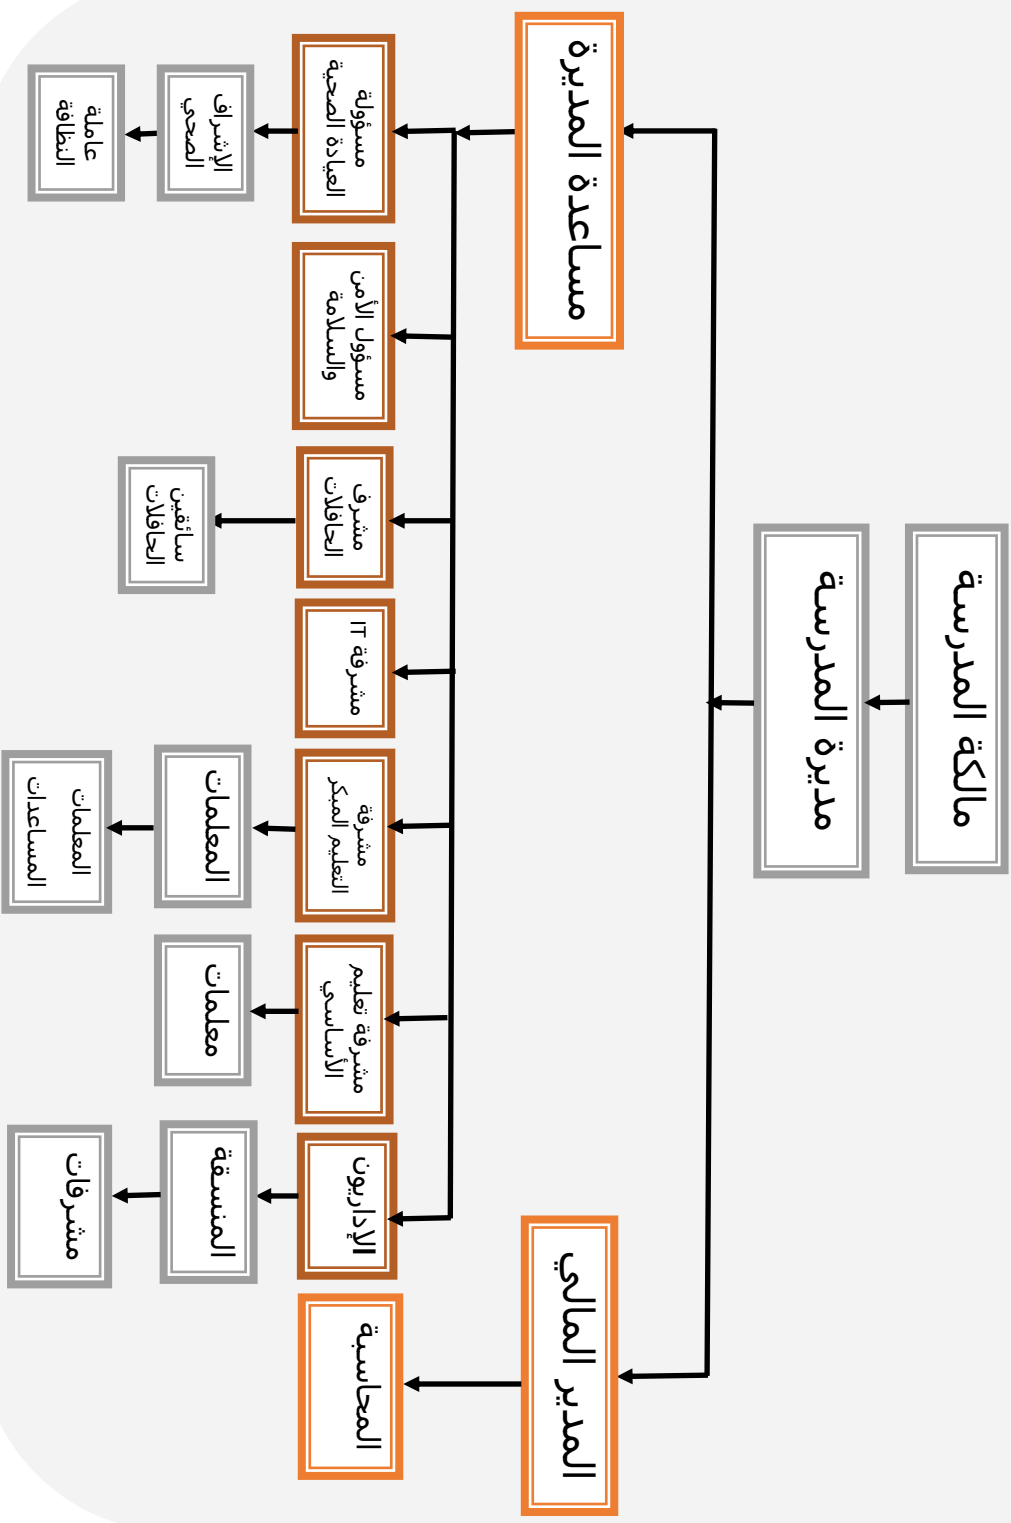 مالكة المدرسة
مديرة المدرسة
مساعدة المديرة
المدير المالي
مسؤولة
العيادة الصحية
مسؤول الأمن
والسلامة
مشرف
الحافلات
مشرفة IT
مشرفة
التعليم المبكر
مشرفة تعليم
الأساسي
الإداريون
المحاسبة
الإشراف
الصحي
سائقين
الحافلات
المعلمات
معلمات
المنسقة
عاملة
النظافة
المعلمات
المساعدات
مشرفات